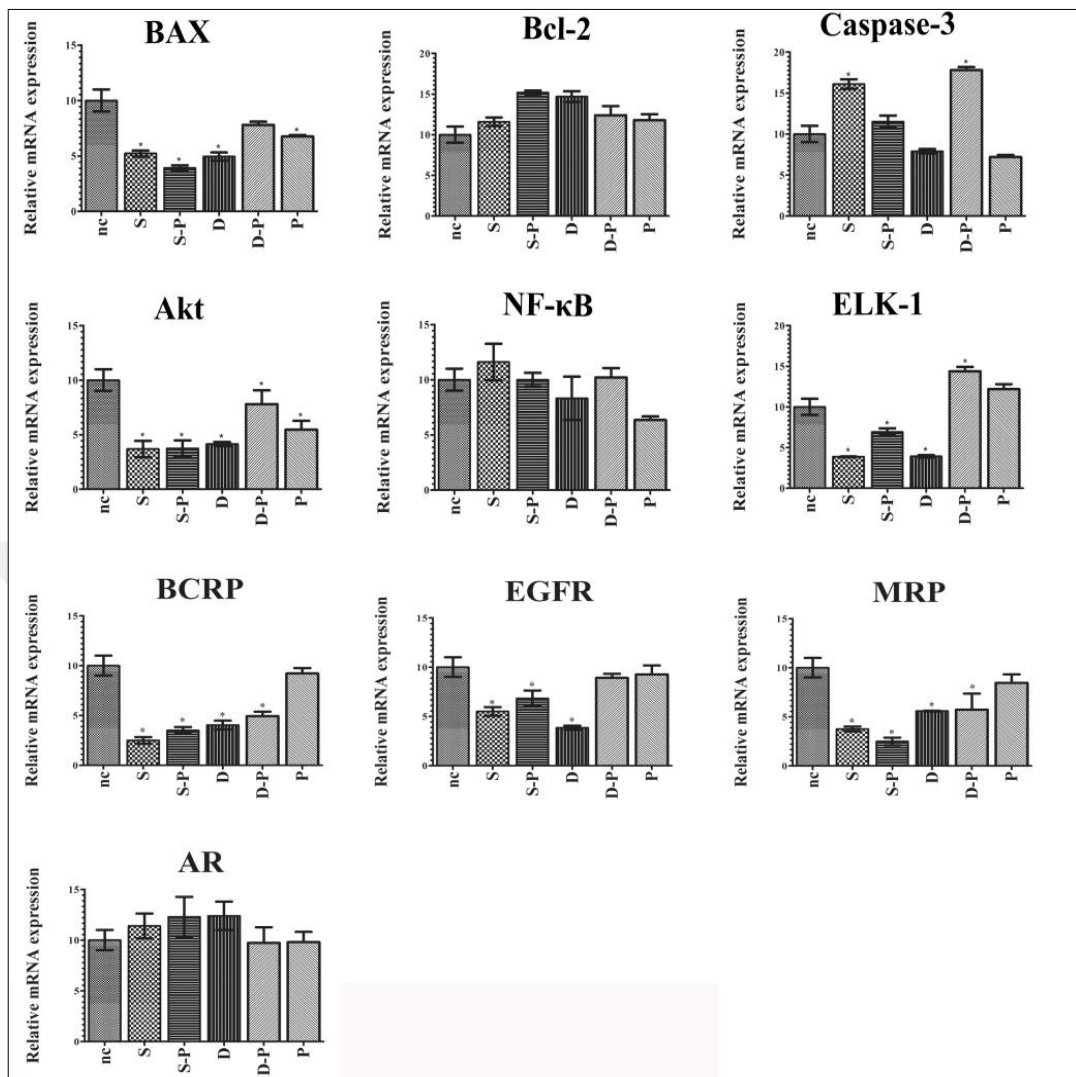 BAX
Relative mRNA expression
15
10
5
0
nc
S
S-P
D
D-P
P
*
*
*
*
Bcl-2
Relative mRNA expression
20
15
10
5
0
nc
S
S-P
D
D-P
P
Caspase-3
Relative mRNA expression
20
15
10
5
0
nc
S
S-P
D
D-P
P
*
*
Akt
Relative mRNA expression
15
10
5
0
nc
S
S-P
D
D-P
P
*
*
*
*
*
NF-κB
Relative mRNA expression
15
10
5
0
nc
S
S-P
D
D-P
P
ELK-1
Relative mRNA expression
20
15
10
5
0
nc
S
S-P
D
D-P
P
*
*
*
*
BCRP
Relative mRNA expression
15
10
5
0
nc
S
S-P
D
D-P
P
*
*
*
*
EGFR
Relative mRNA expression
15
10
5
0
nc
S
S-P
D
D-P
P
*
*
*
MRP
Relative mRNA expression
15
10
5
0
nc
S
S-P
D
D-P
P
*
*
*
*
AR
Relative mRNA expression
15
10
5
0
nc
S
S-P
D
D-P
P